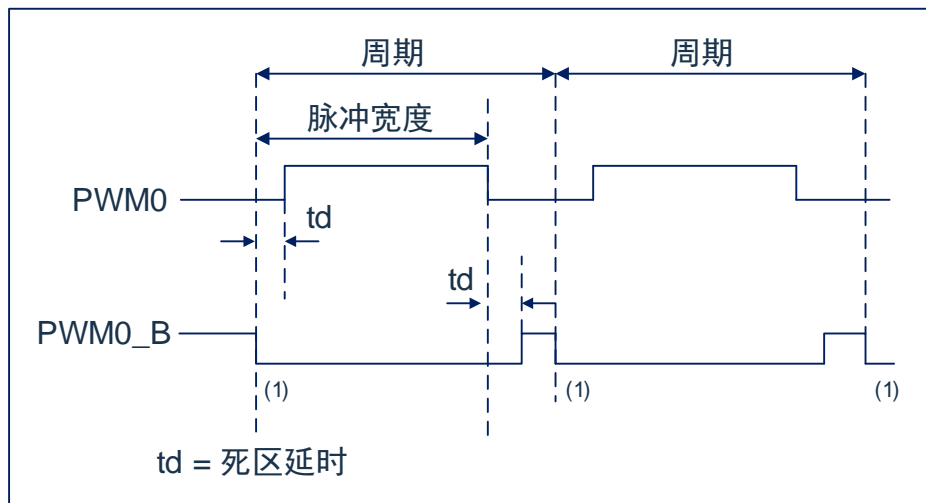 周期
周期
脉冲宽度
PWM0
td
td
PWM0_B
(1)
(1)
(1)
td = 死区延时